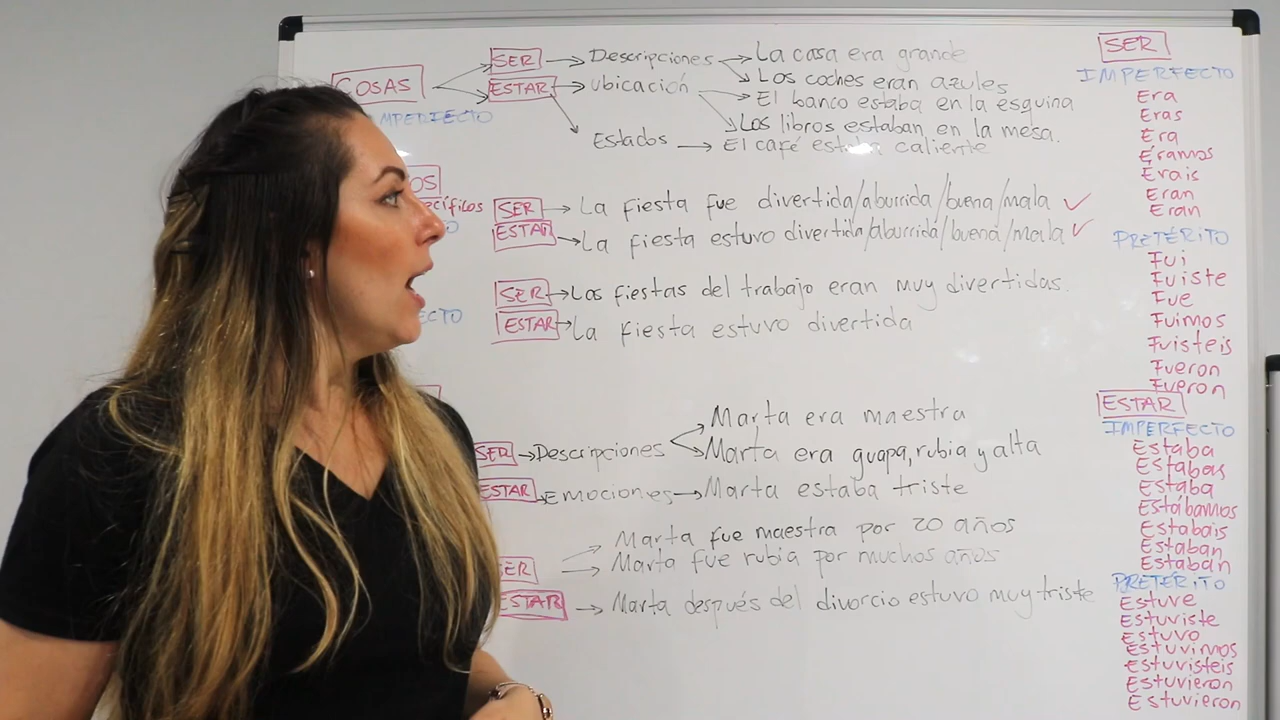 COSAS
SER → Descripciones → La casa era grande
Los coches eran azules
ESTAR → ubicación → El banco estaba en la esquina
Los libros estaban en la mesa.
Estados → El café estaba caliente
SER → La fiesta fue divertida/aburrida/buena/mala ✓
ESTAR → La fiesta estuvo divertida/aburrida/buena/mala ✓
SER → Las fiestas del trabajo eran muy divertidas.
ESTAR → La fiesta estuvo divertida
SER → Descripciones → Marta era maestra
Marta era guapa, rubia y alta
ESTAR → Emociones → Marta estaba triste
SER → Marta fue maestra por 20 años
→ Marta fue rubia por muchos años
ESTAR → Marta después del divorcio estuvo muy triste
SER
IMPERFECTO
Era
Eras
Era
Éramos
Erais
Eran
Eran
PRETÉRITO
Fui
Fuiste
Fue
Fuimos
Fuisteis
Fueron
Fueron
ESTAR
IMPERFECTO
Estaba
Estabas
Estaba
Estábamos
Estabais
Estaban
Estaban
PRETÉRITO
Estuve
Estuviste
Estuvo
Estuvimos
Estuvisteis
Estuvieron
Estuvieron